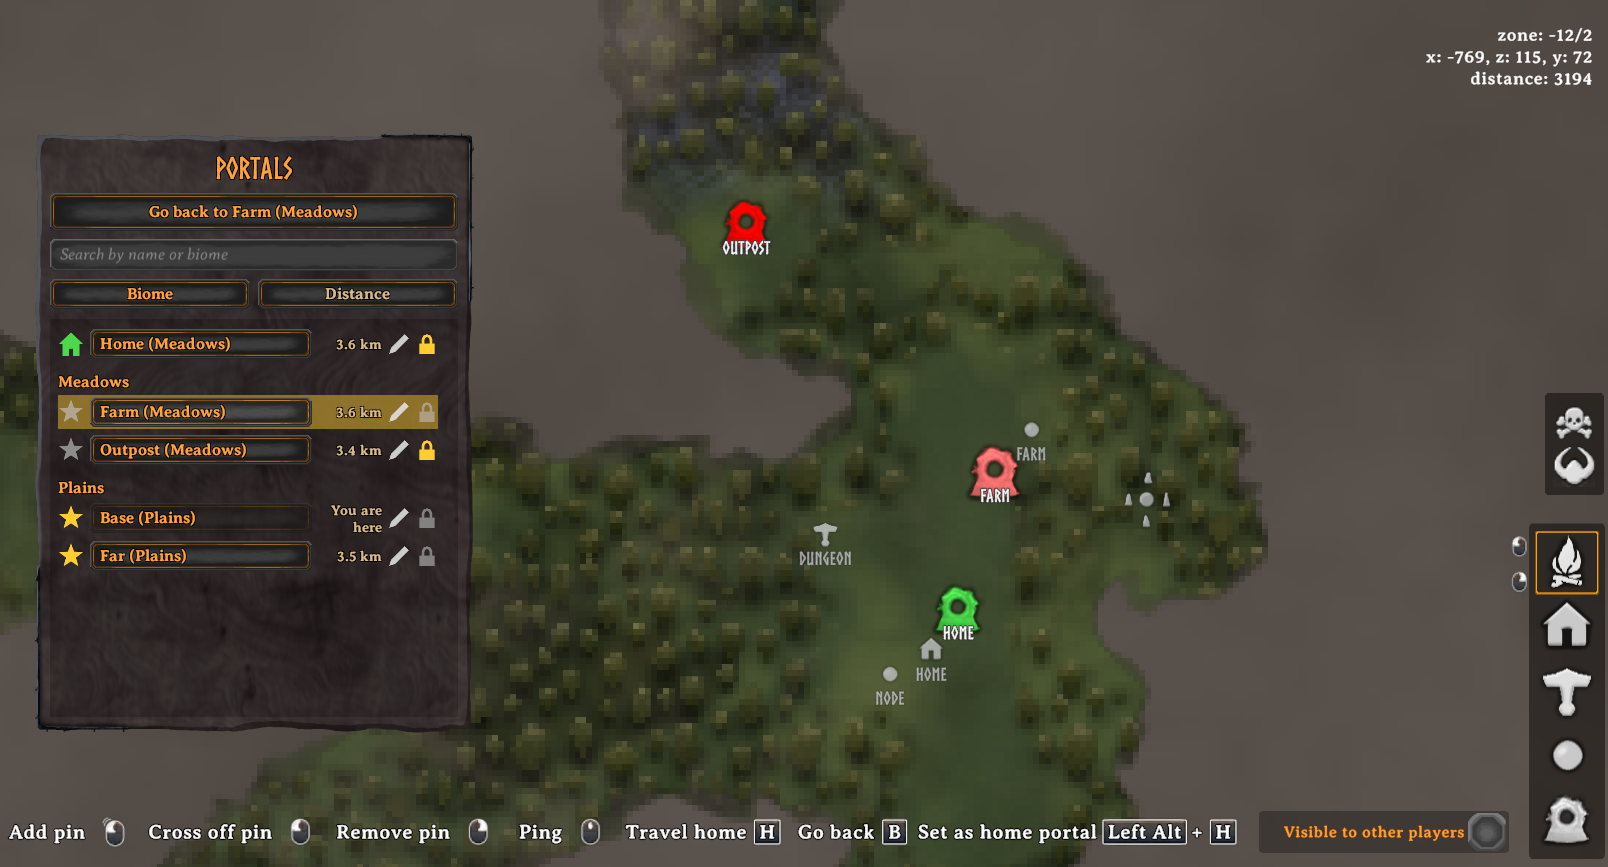 zone: -12/2
x: -769, z: 115, y: 72
distance: 3194
PORTALS
Go back to Farm (Meadows)
Search by name or biome
Biome Distance
Home (Meadows) 3.6 km
Meadows
Farm (Meadows) 3.6 km
Outpost (Meadows) 3.4 km
Plains
Base (Plains) You are
here
Far (Plains) 3.5 km
OUTPOST
FARM
FARM
DUNGEON
HOME
HOME
NODE
Add pin Cross off pin Remove pin Ping Travel home H Go back B Set as home portal Left Alt + H
Visible to other players